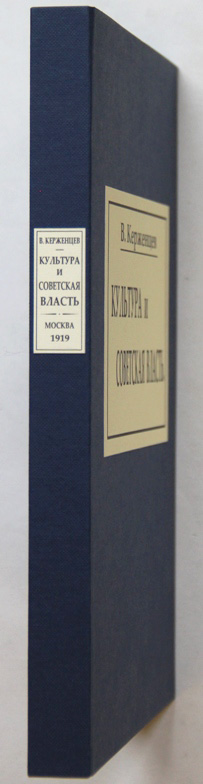 В. КЕРЖЕНЦЕВ
КУЛЬТУРА
И
СОВЕТСКАЯ
ВЛАСТЬ
МОСКВА
1919
В. Керженцев
КУЛЬТУРА и
СОВЕТСКАЯ ВЛАСТЬ.